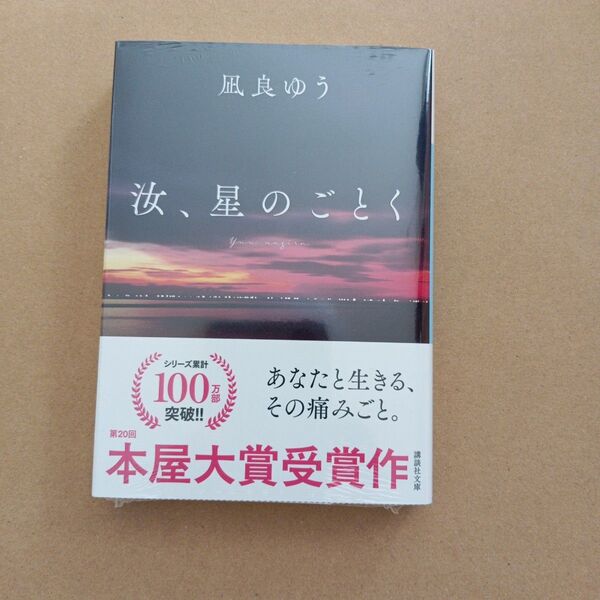 凪良ゆう
汝、星のごとく
Yuu nagira
シリーズ累計
100万部
突破!!
あなたと生きる、
その痛みごと。
第20回
本屋大賞受賞作
講談社文庫